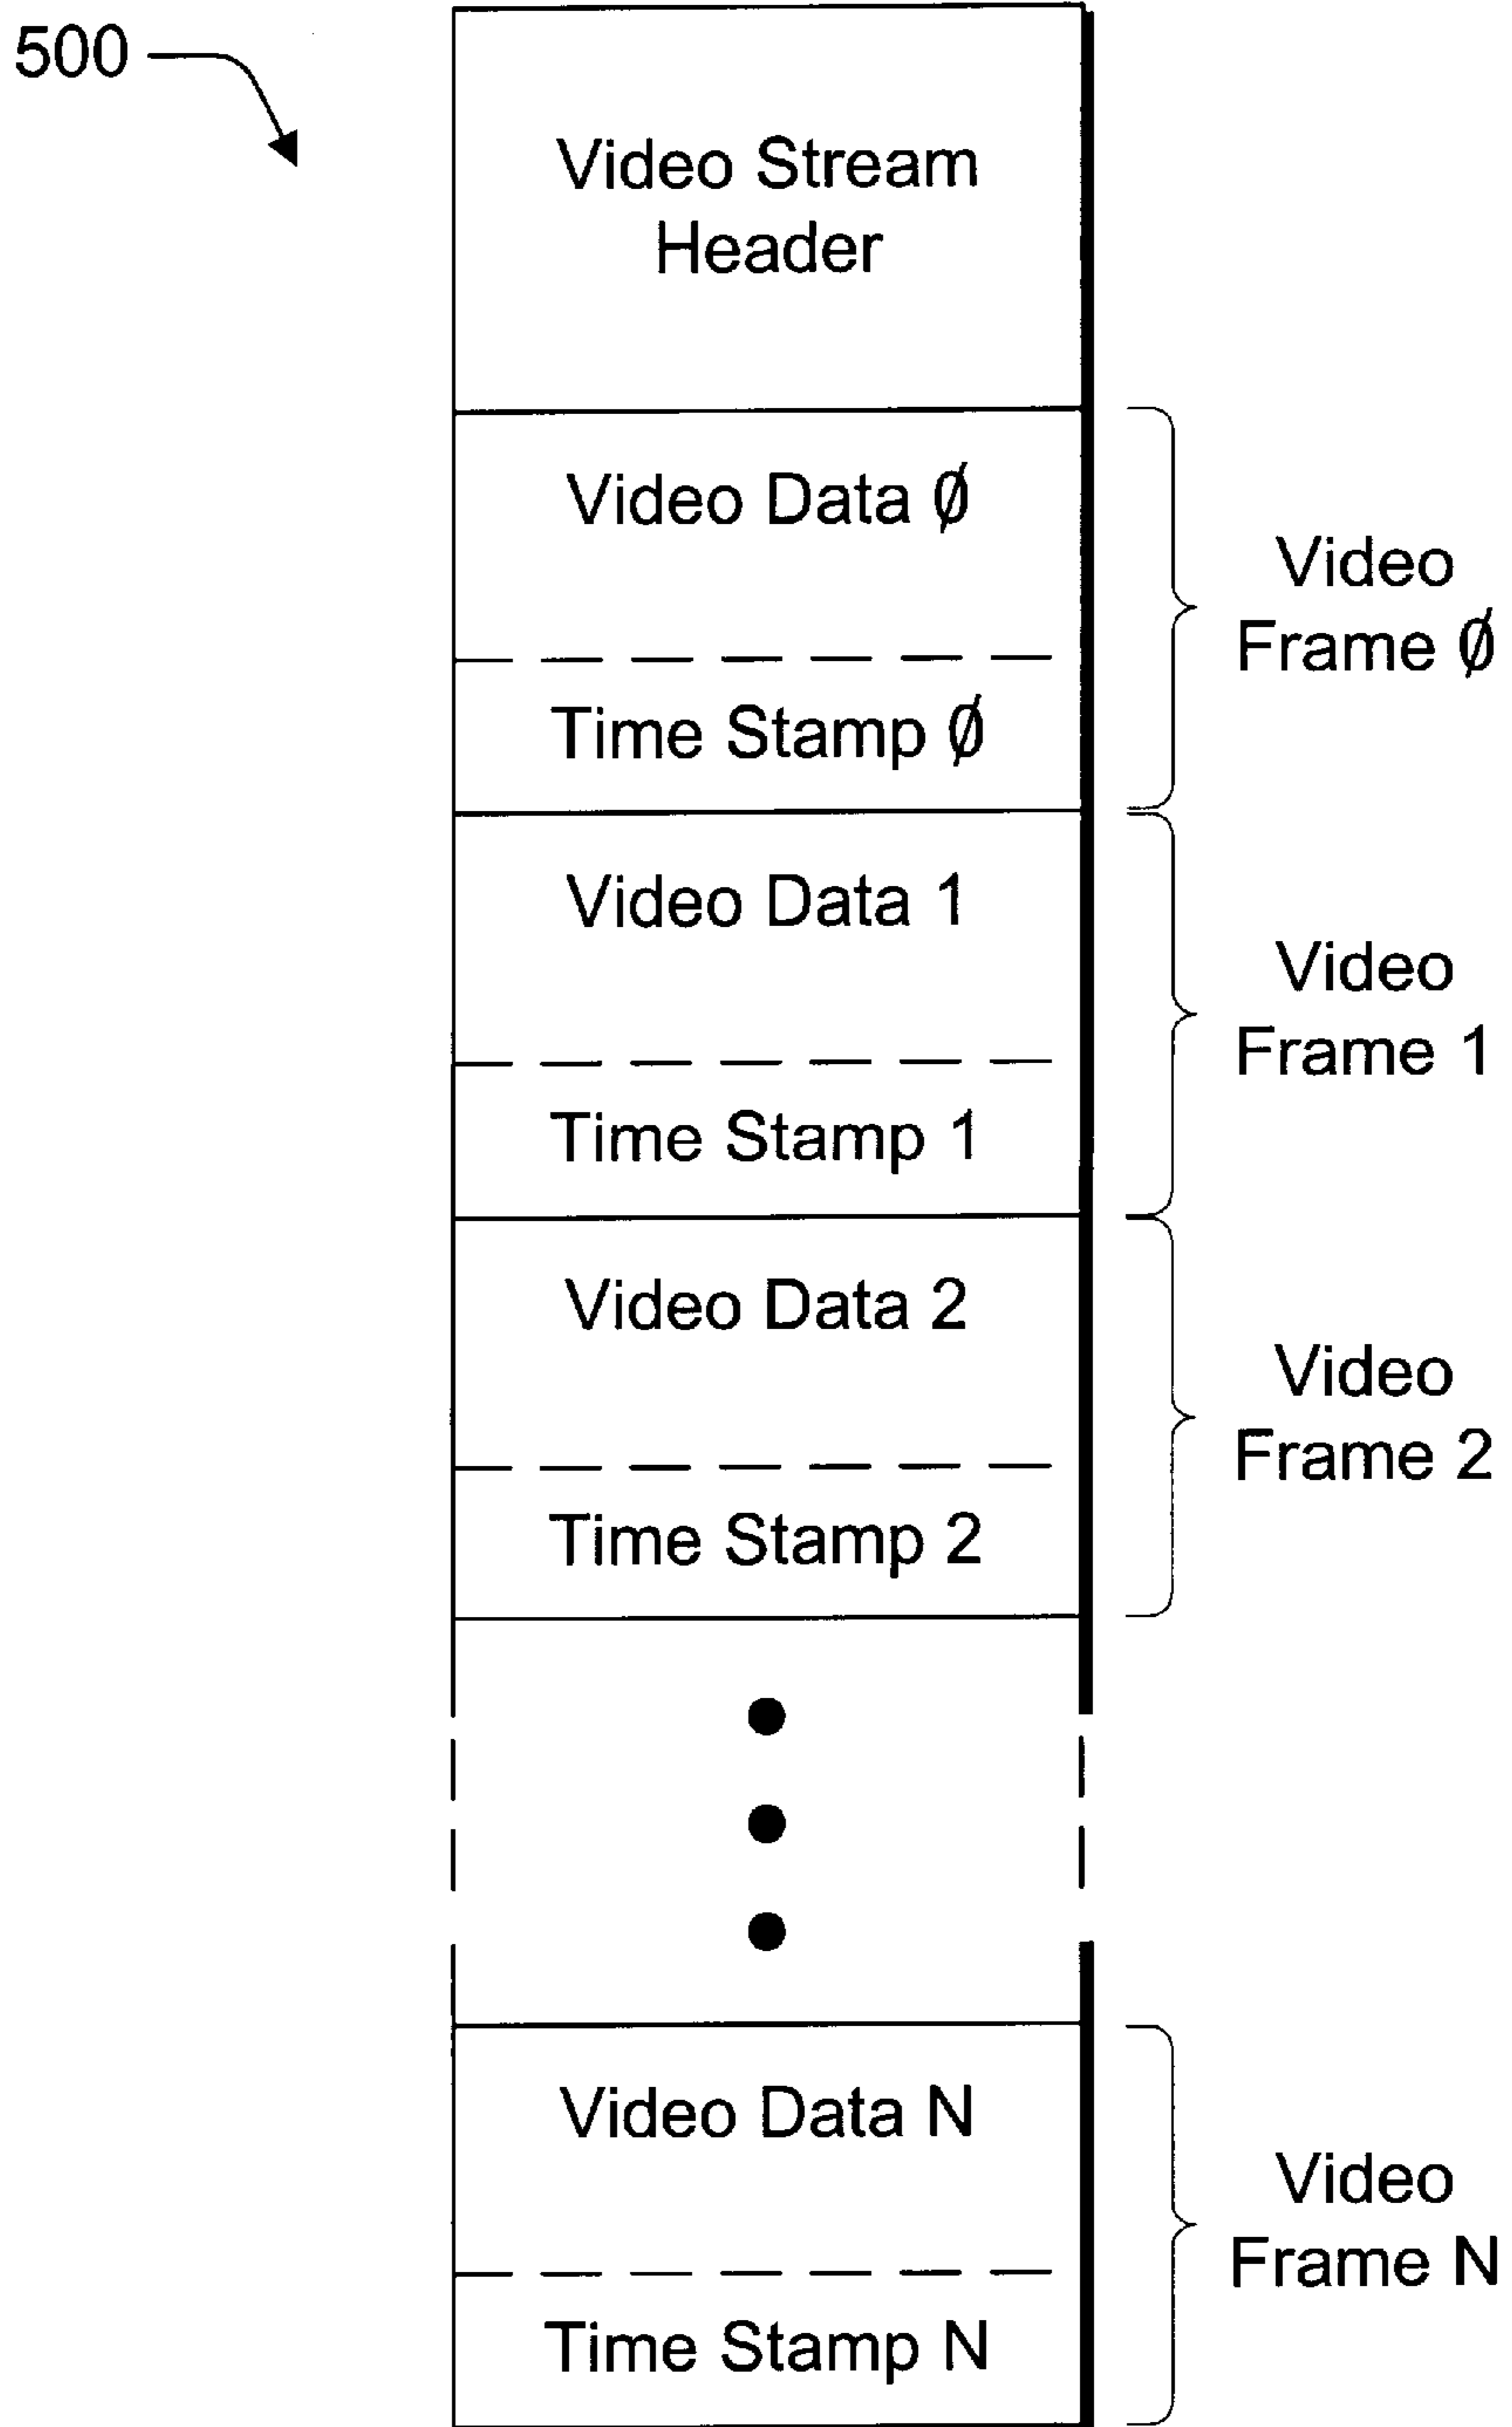 500
Video Stream
Header
Video Data Ø
Time Stamp Ø
Video
Frame Ø
Video Data 1
Time Stamp 1
Video
Frame 1
Video Data 2
Time Stamp 2
Video
Frame 2
Video Data N
Time Stamp N
Video
Frame N